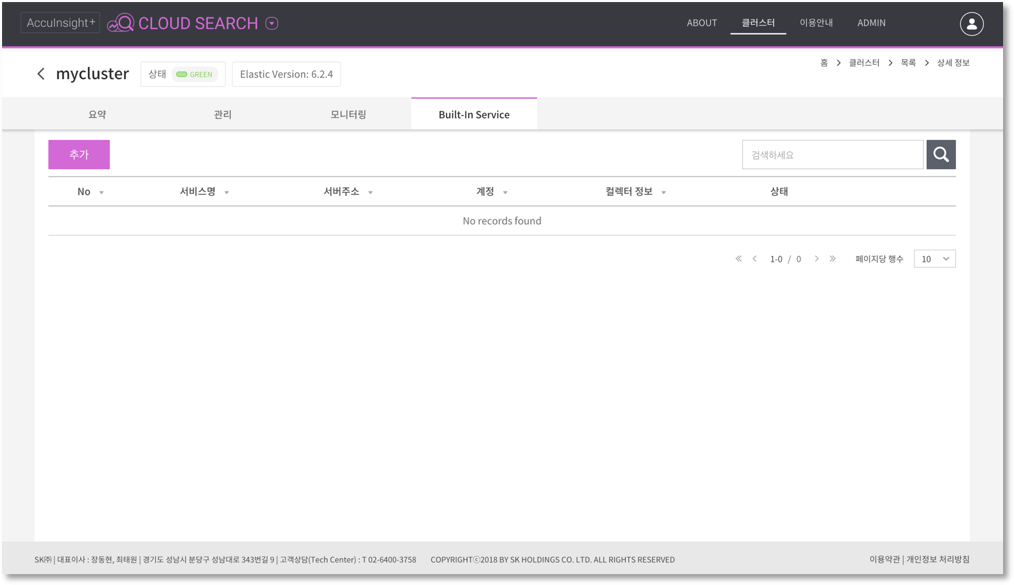 AccuInsight+ CLOUD SEARCH ABOUT 클러스터 이용안내 ADMIN
홈 > 클러스터 > 목록 > 상세 정보
mycluster 상태 GREEN Elastic Version: 6.2.4
요약 관리 모니터링 Built-In Service
추가 검색하세요
No 서비스명 서버주소 계정 컬렉터 정보 상태
No records found
1-0 / 0 페이지당 행수 10
SK㈜ | 대표이사 : 장동현, 최태원 | 경기도 성남시 분당구 성남대로 343번길 9 | 고객상담(Tech Center) : T 02-6400-3758 COPYRIGHTⓒ2018 BY SK HOLDINGS CO. LTD. ALL RIGHTS RESERVED 이용약관 | 개인정보 처리방침